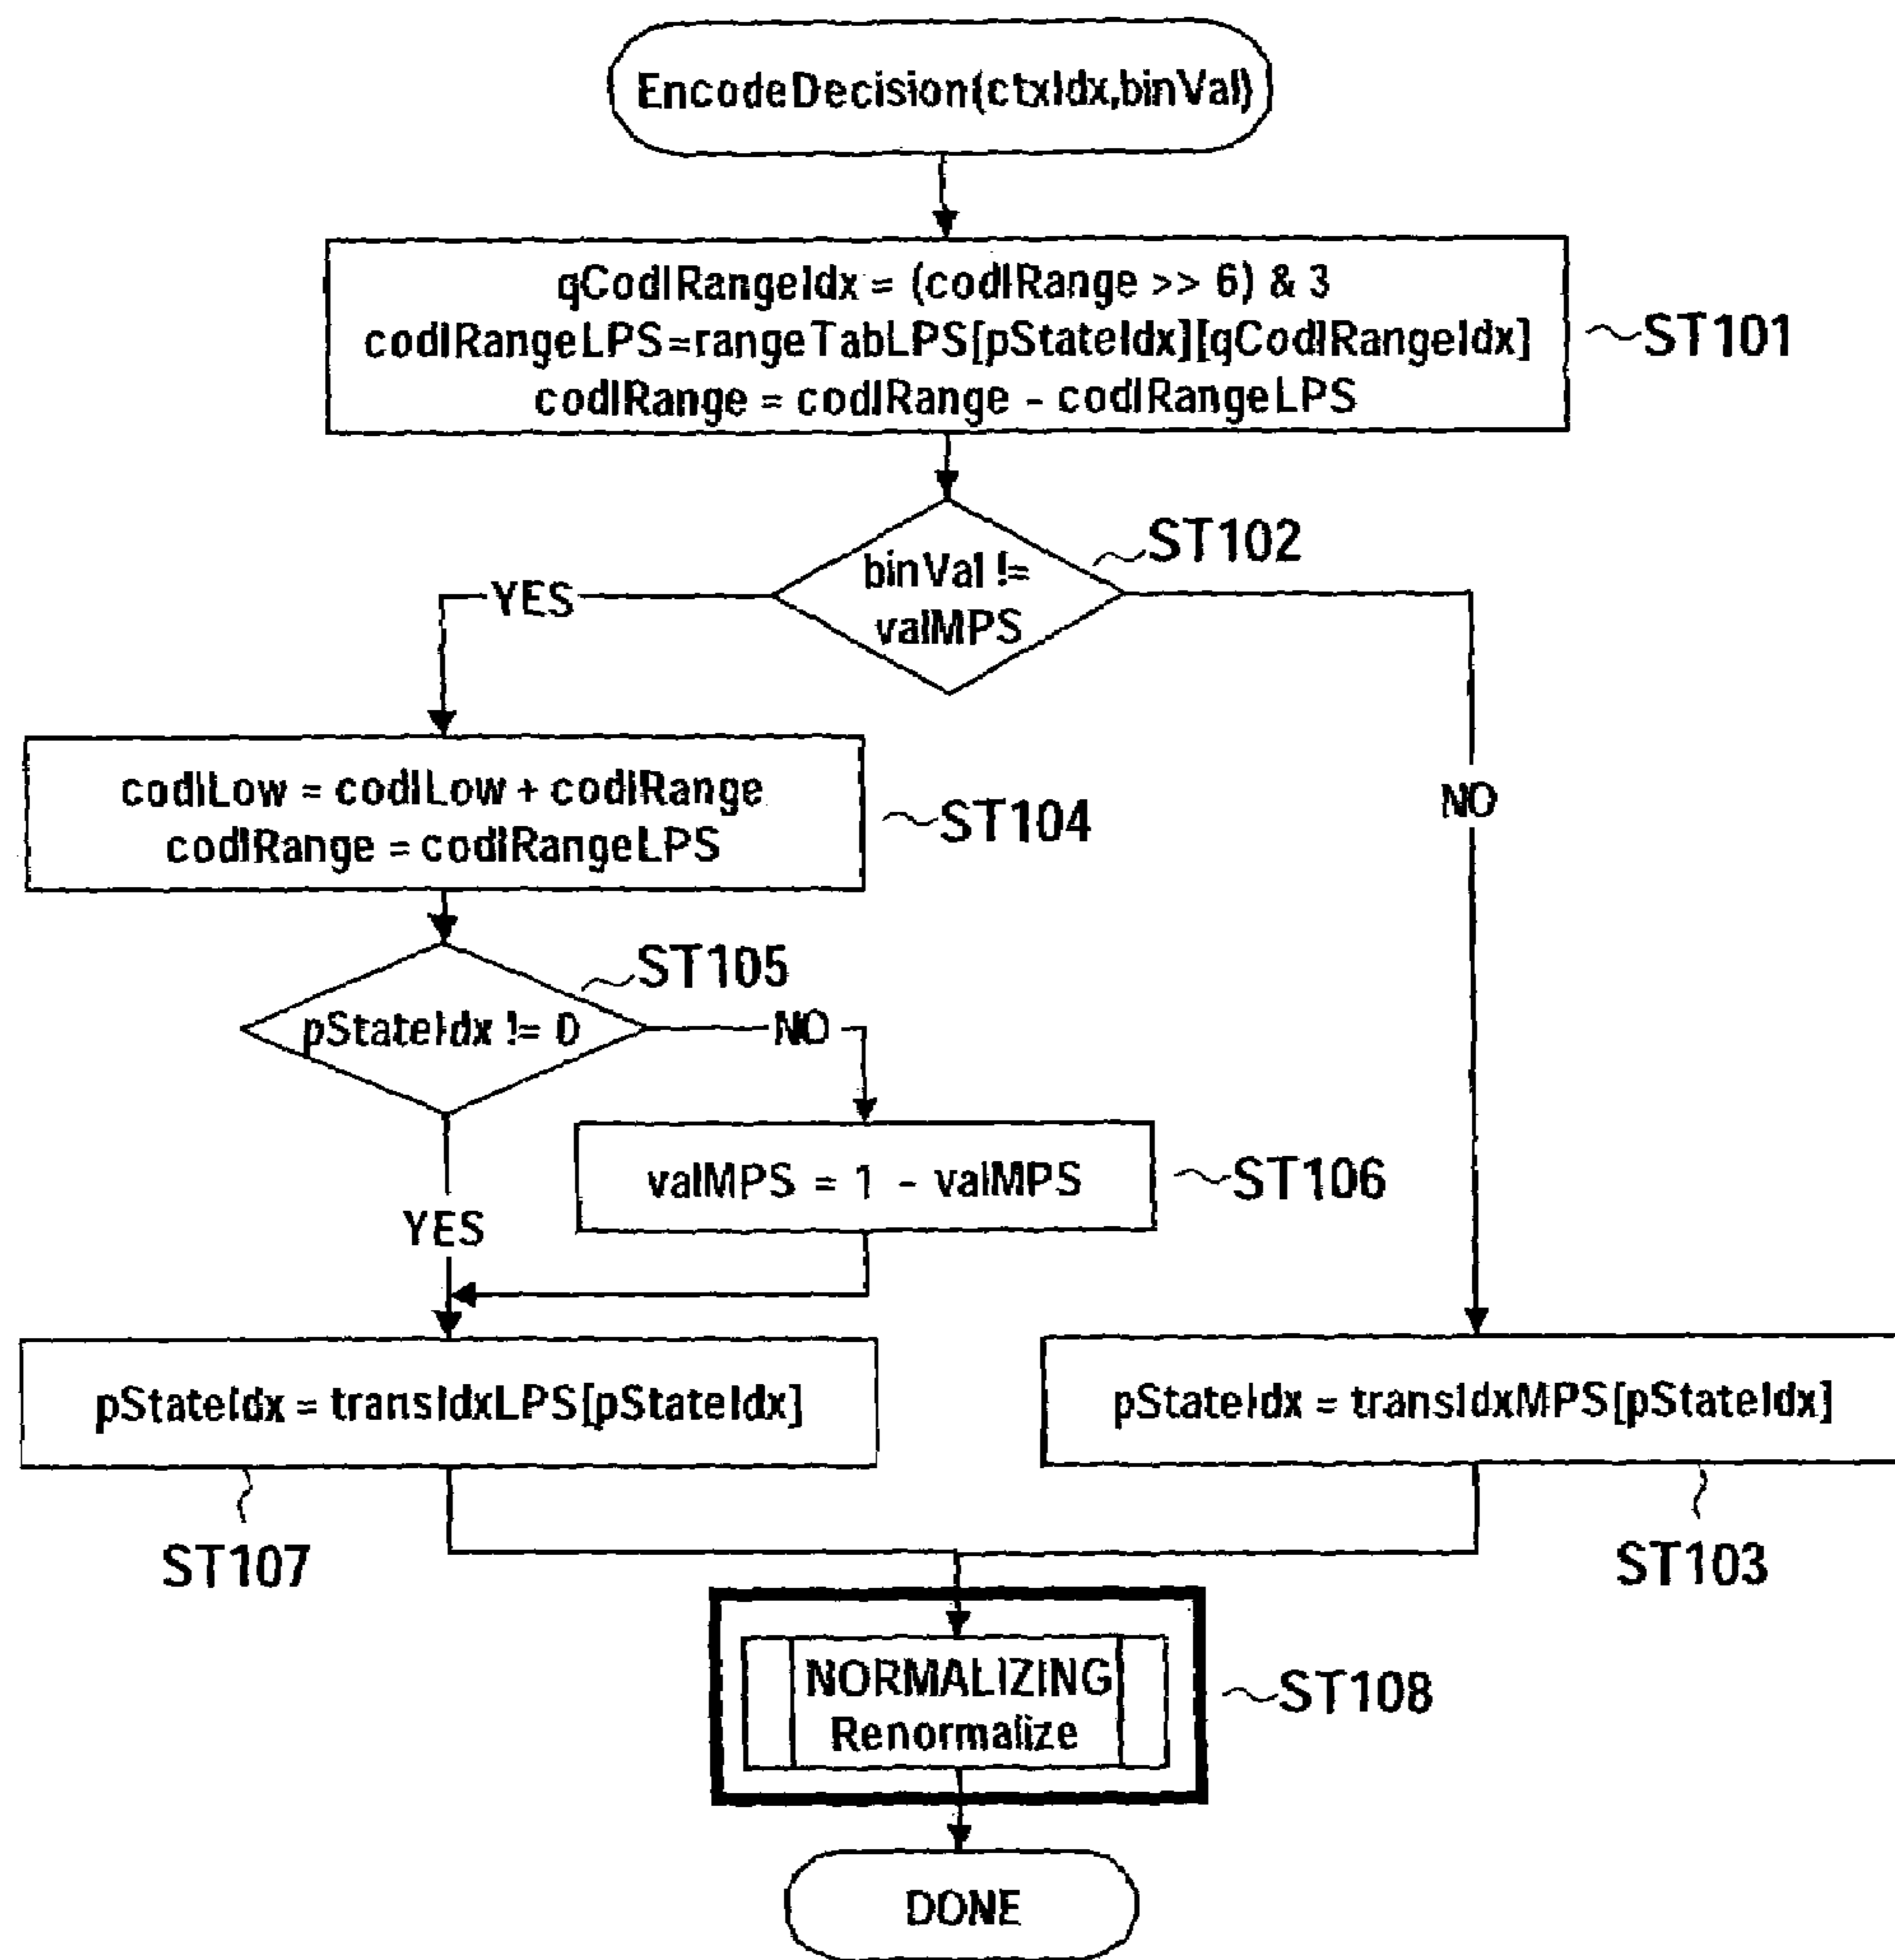 EncodeDecision(ctxIdx,binVal)
qCodIRangeIdx = (codIRange >> 6) & 3
codIRangeLPS=rangeTabLPS[pStateIdx][qCodIRangeIdx]
codIRange = codIRange - codIRangeLPS
ST101
binVal !=
valMPS
ST102
YES
NO
codILow = codILow + codIRange
codIRange = codIRangeLPS
ST104
pStateIdx != 0
ST105
NO
valMPS = 1 - valMPS
ST106
YES
pStateIdx = transIdxLPS[pStateIdx]
pStateIdx = transIdxMPS[pStateIdx]
ST107
ST103
NORMALIZING
Renormalize
ST108
DONE